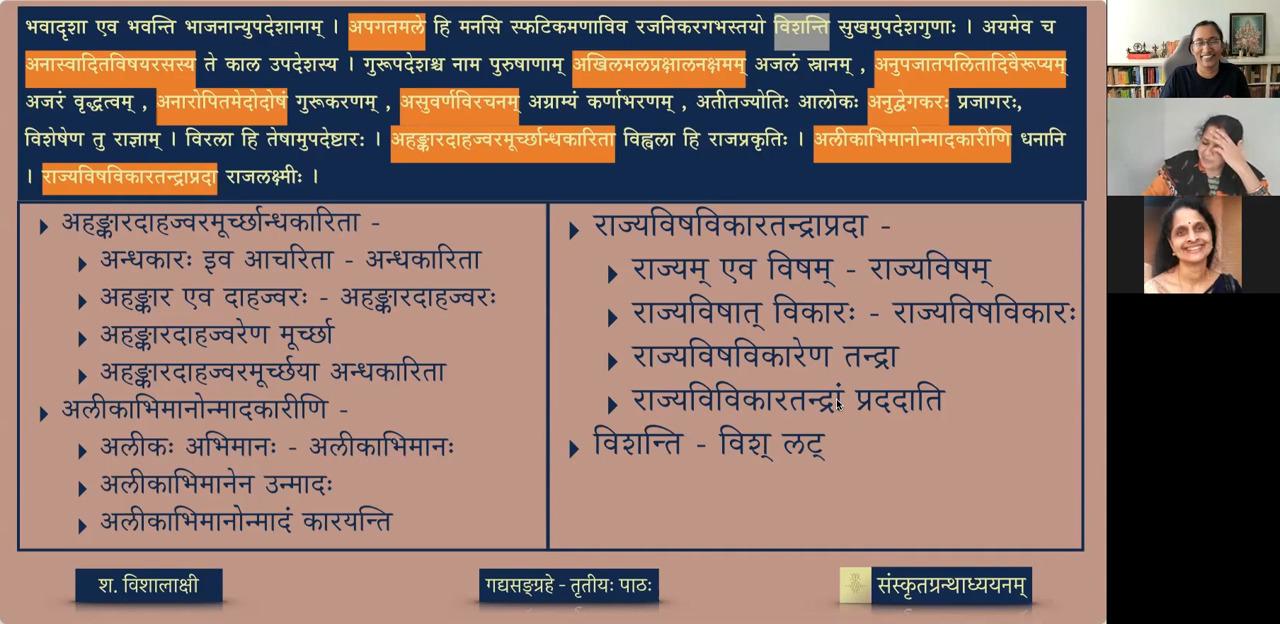 भवादृशा एव भवन्ति भाजनान्युपदेशानाम् । अपगतमले हि मनसि स्फटिकमणाविव रजनिकरगभस्तयो विशन्ति सुखमुपदेशगुणाः । अयमेव च
अनास्वादितविषयरसस्य ते काल उपदेशस्य । गुरूपदेशश्च नाम पुरुषाणाम् अखिलमलप्रक्षालनक्षमम् अजलं स्नानम् , अनुपजातपलितादिवैरूप्यम्
अजरं वृद्धत्वम् , अनारोपितमेदोदोषं गुरूकरणम् , असुवर्णविरचनम् अग्राम्यं कर्णाभरणम् , अतीतज्योतिः आलोकः अनुद्वेगकरः प्रजागरः,
विशेषेण तु राज्ञाम् । विरला हि तेषामुपदेष्टारः । अहङ्कारदाहज्वरमूर्च्छान्धकारिता विह्वला हि राजप्रकृतिः । अलीकाभिमानोन्मादकारीणि धनानि
। राज्यविषविकारतन्द्राप्रदा राजलक्ष्मीः ।
अहङ्कारदाहज्वरमूर्च्छान्धकारिता -
अन्धकारः इव आचरिता - अन्धकारिता
अहङ्कार एव दाहज्वरः - अहङ्कारदाहज्वरः
अहङ्कारदाहज्वरेण मूर्च्छा
अहङ्कारदाहज्वरमूर्च्छया अन्धकारिता
अलीकाभिमानोन्मादकारीणि -
अलीकः अभिमानः - अलीकाभिमानः
अलीकाभिमानेन उन्मादः
अलीकाभिमानोन्मादं कारयन्ति
राज्यविषविकारतन्द्राप्रदा -
राज्यम् एव विषम् - राज्यविषम्
राज्यविषात् विकारः - राज्यविषविकारः
राज्यविषविकारेण तन्द्रा
राज्यविविकारतन्द्रां प्रददाति
विशन्ति - विश् लट्
श. विशालाक्षी
गद्यसङ्ग्रहे - तृतीयः पाठः
संस्कृतग्रन्थाध्ययनम्